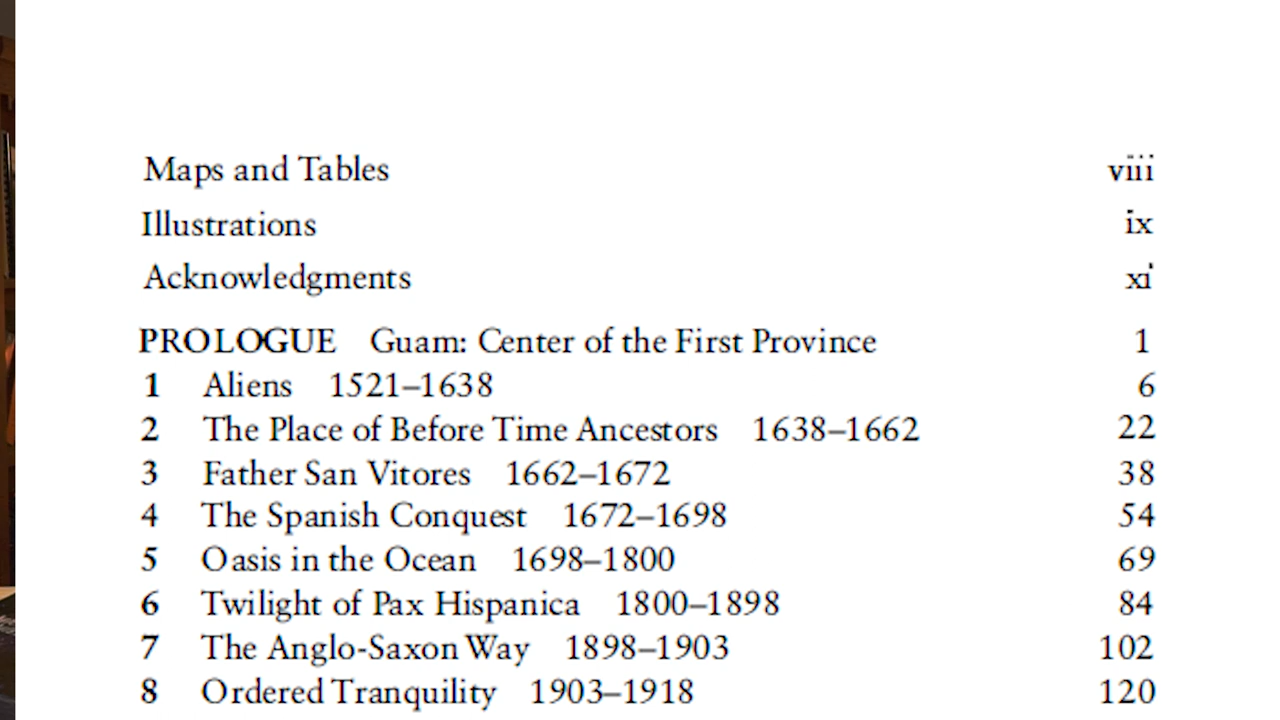 Maps and Tables viii
Illustrations ix
Acknowledgments xi
PROLOGUE Guam: Center of the First Province 1
1 Aliens 1521–1638 6
2 The Place of Before Time Ancestors 1638–1662 22
3 Father San Vitores 1662–1672 38
4 The Spanish Conquest 1672–1698 54
5 Oasis in the Ocean 1698–1800 69
6 Twilight of Pax Hispanica 1800–1898 84
7 The Anglo-Saxon Way 1898–1903 102
8 Ordered Tranquility 1903–1918 120